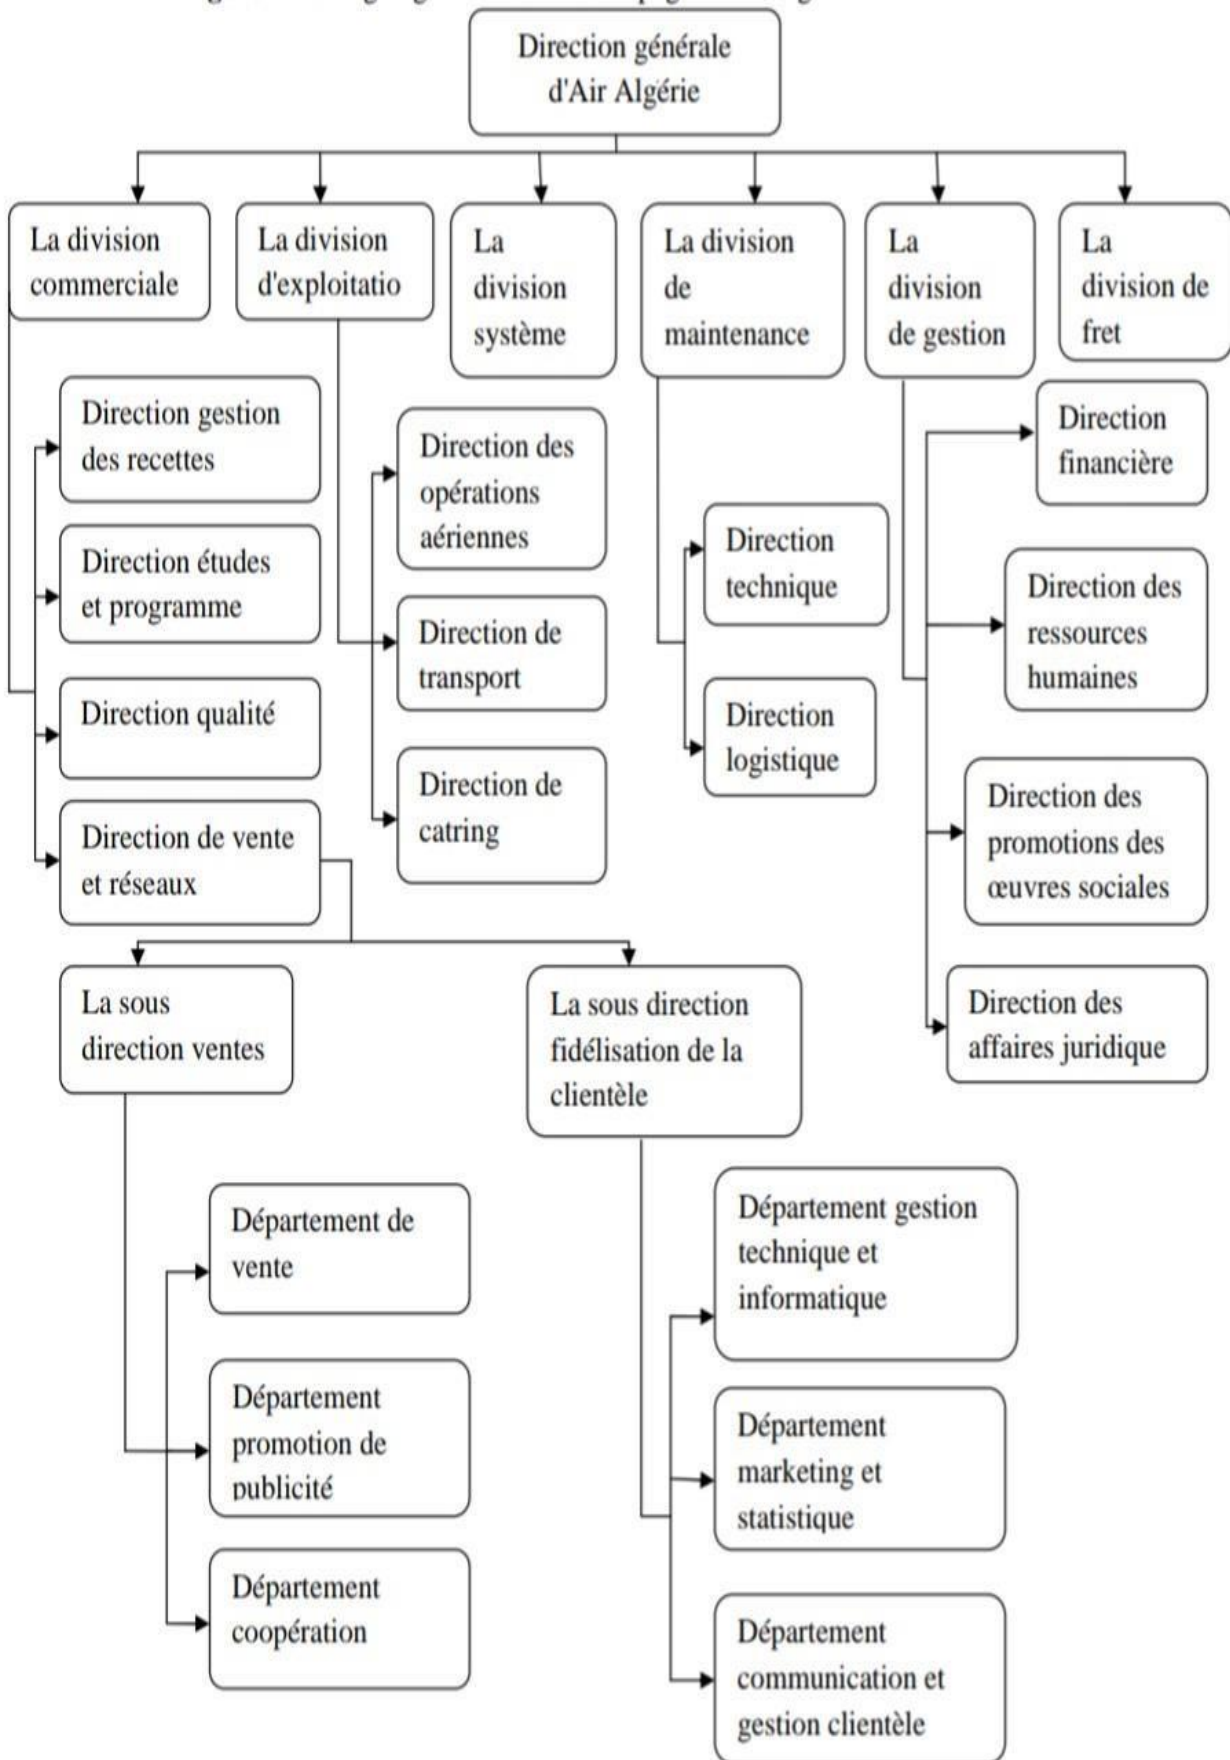 Direction générale
d'Air Algérie
La division
commerciale
La division
d'exploitatio
La
division
système
La division
de
maintenance
La
division
de gestion
La
division de
fret
Direction gestion
des recettes
Direction études
et programme
Direction qualité
Direction de vente
et réseaux
Direction des
opérations
aériennes
Direction de
transport
Direction de
catring
Direction
technique
Direction
logistique
Direction
financière
Direction des
ressources
humaines
Direction des
promotions des
œuvres sociales
Direction des
affaires juridique
La sous
direction ventes
La sous direction
fidélisation de la
clientèle
Département de
vente
Département
promotion de
publicité
Département
coopération
Département gestion
technique et
informatique
Département
marketing et
statistique
Département
communication et
gestion clientèle